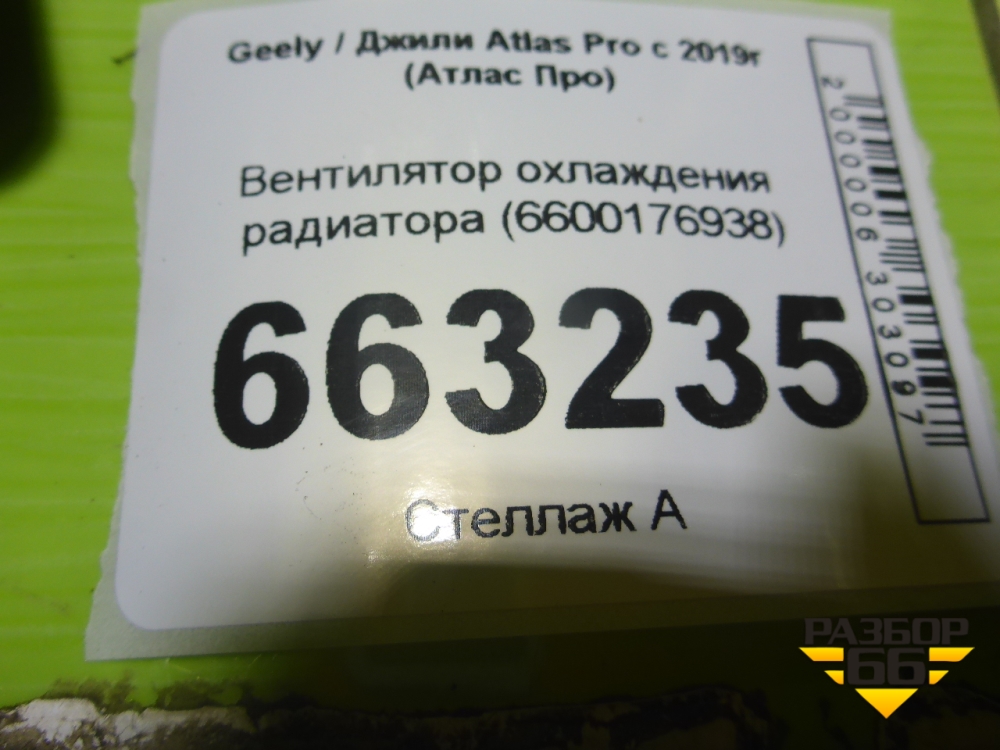 Geely / Джили Atlas Pro с 2019г
(Атлас Про)
Вентилятор охлаждения
радиатора (6600176938)
663235
Стеллаж А
2000006303097
РАЗБОР
66